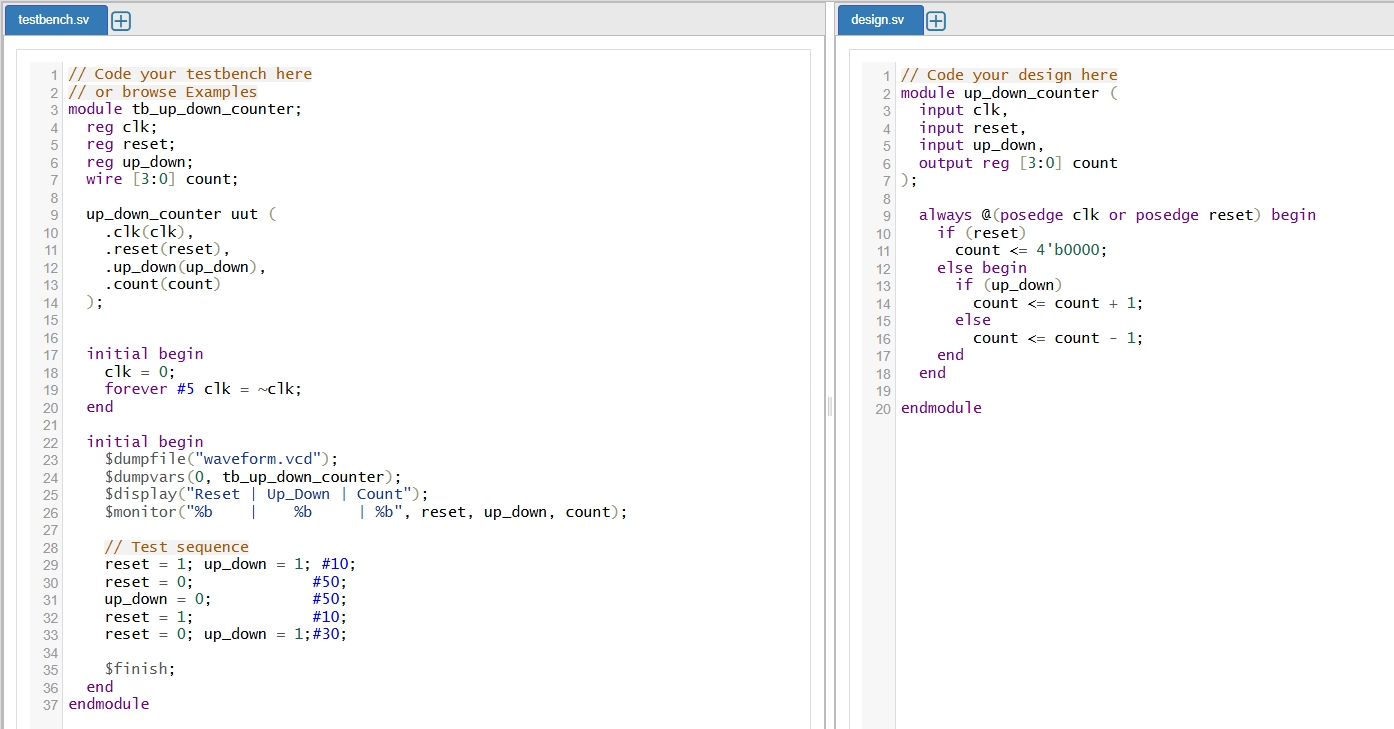 testbench.sv
1 // Code your testbench here
2 // or browse Examples
3 module tb_up_down_counter;
4   reg clk;
5   reg reset;
6   reg up_down;
7   wire [3:0] count;
8
9   up_down_counter uut (
10     .clk(clk),
11     .reset(reset),
12     .up_down(up_down),
13     .count(count)
14   );
15
16
17   initial begin
18     clk = 0;
19     forever #5 clk = ~clk;
20   end
21
22   initial begin
23     $dumpfile("waveform.vcd");
24     $dumpvars(0, tb_up_down_counter);
25     $display("Reset | Up_Down | Count");
26     $monitor("%b    |    %b     | %b", reset, up_down, count);
27
28     // Test sequence
29     reset = 1; up_down = 1; #10;
30     reset = 0;             #50;
31     up_down = 0;           #50;
32     reset = 1;             #10;
33     reset = 0; up_down = 1;#30;
34
35     $finish;
36   end
37 endmodule
design.sv
1 // Code your design here
2 module up_down_counter (
3   input clk,
4   input reset,
5   input up_down,
6   output reg [3:0] count
7 );
8
9   always @(posedge clk or posedge reset) begin
10     if (reset)
11       count <= 4'b0000;
12     else begin
13       if (up_down)
14         count <= count + 1;
15       else
16         count <= count - 1;
17     end
18   end
19
20 endmodule